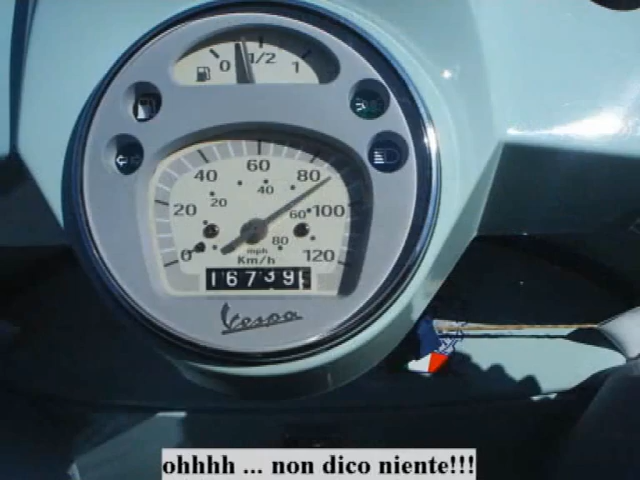 0 1/2 1
60
40 80
40
20 20 60 100
mph 80
0 Km/h 120
Vespa
ohhhh ... non dico niente!!!